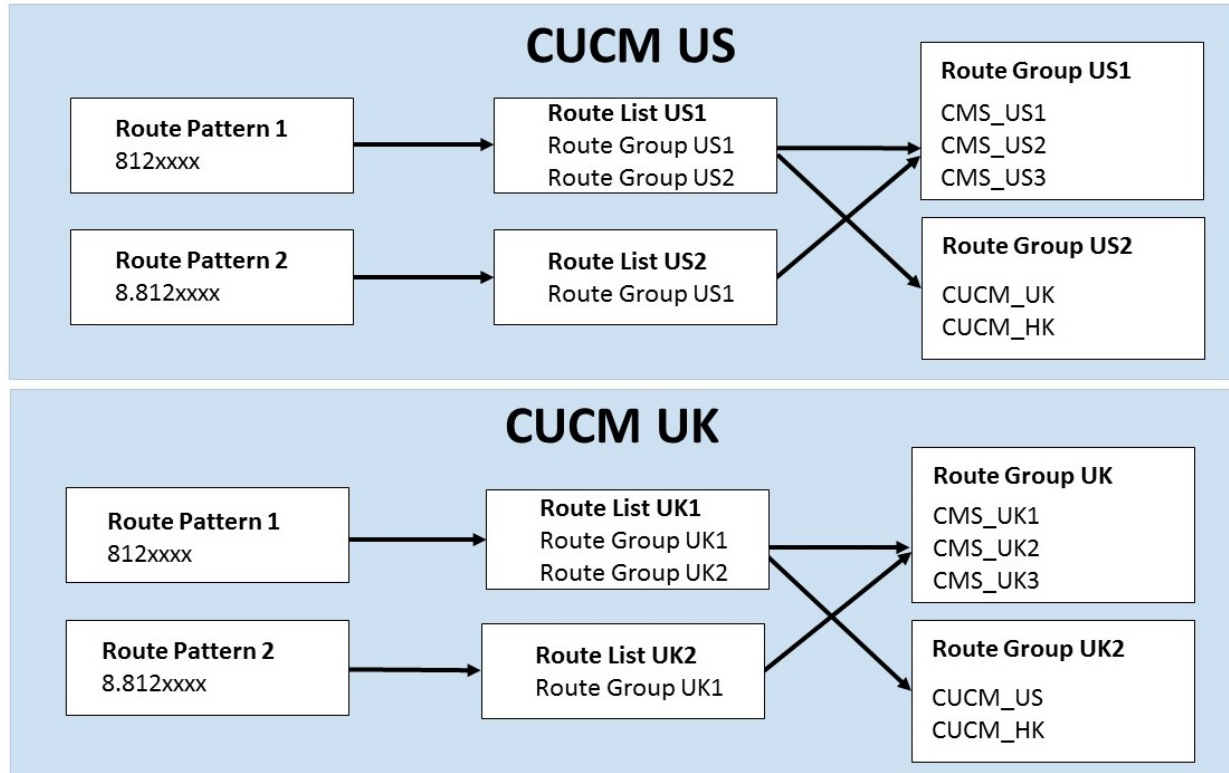 CUCM US
Route Pattern 1
812xxxx
Route List US1
Route Group US1
Route Group US2
Route Group US1
CMS_US1
CMS_US2
CMS_US3
Route Pattern 2
8.812xxxx
Route List US2
Route Group US1
Route Group US2
CUCM_UK
CUCM_HK
CUCM UK
Route Pattern 1
812xxxx
Route List UK1
Route Group UK1
Route Group UK2
Route Group UK
CMS_UK1
CMS_UK2
CMS_UK3
Route Pattern 2
8.812xxxx
Route List UK2
Route Group UK1
Route Group UK2
CUCM_US
CUCM_HK